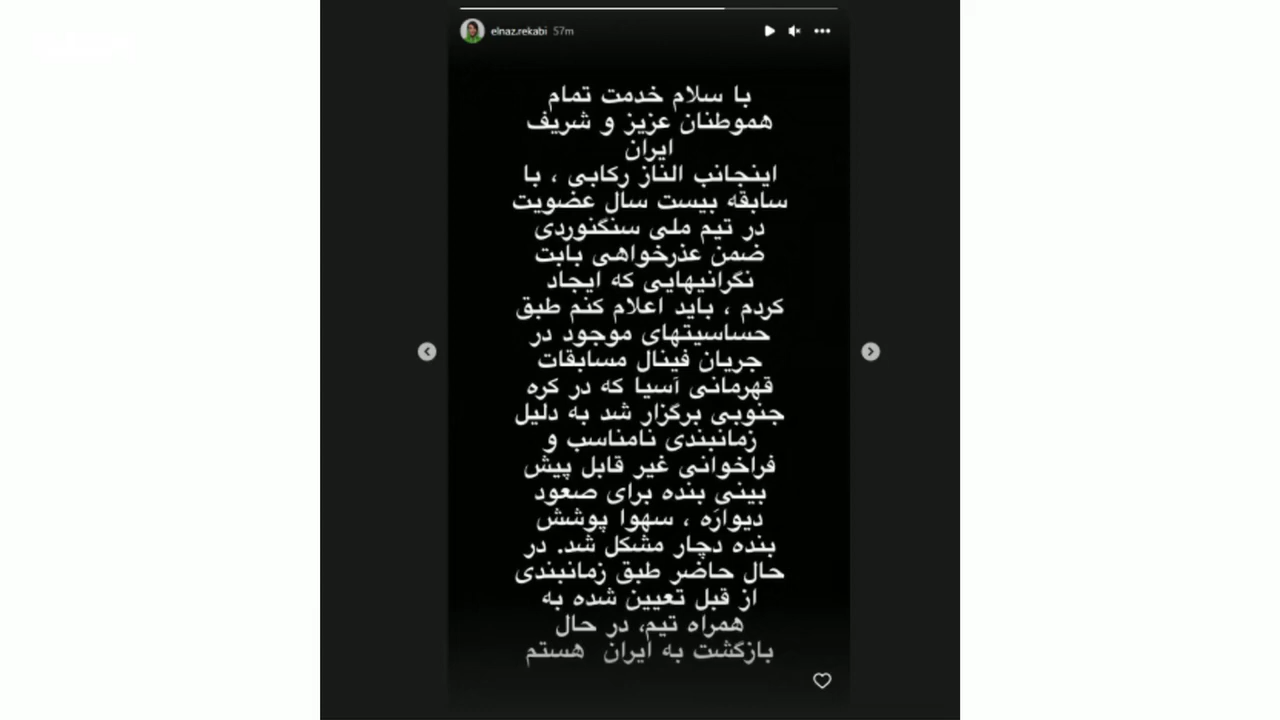 elnaz.rekabi 57m
با سلام خدمت تمام
هموطنان عزیز و شریف
ایران
اینجانب الناز رکابی ، با
سابقه بیست سال عضویت
در تیم ملی سنگنوردی
ضمن عذرخواهی بابت
نگرانیهایی که ایجاد
کردم ، باید اعلام کنم طبق
حساسیتهای موجود در
جریان فینال مسابقات
قهرمانی آسیا که در کره
جنوبی برگزار شد به دلیل
زمانبندی نامناسب و
فراخوانی غیر قابل پیش
بینی بنده برای صعود
دیواره ، سهوا پوشش
بنده دچار مشکل شد. در
حال حاضر طبق زمانبندی
از قبل تعیین شده به
همراه تیم، در حال
بازگشت به ایران هستم